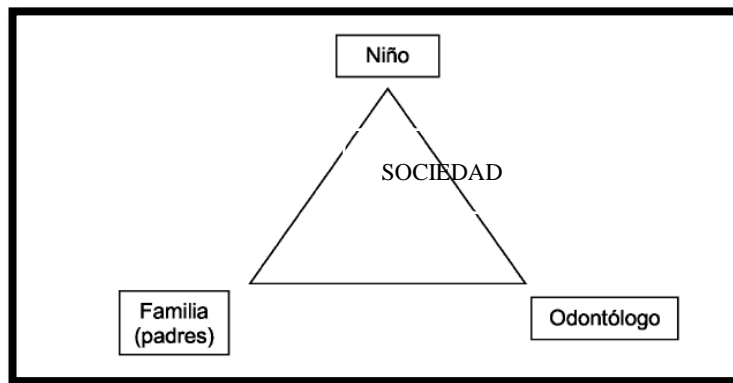 Niño
SOCIEDAD
Familia
(padres)
Odontólogo